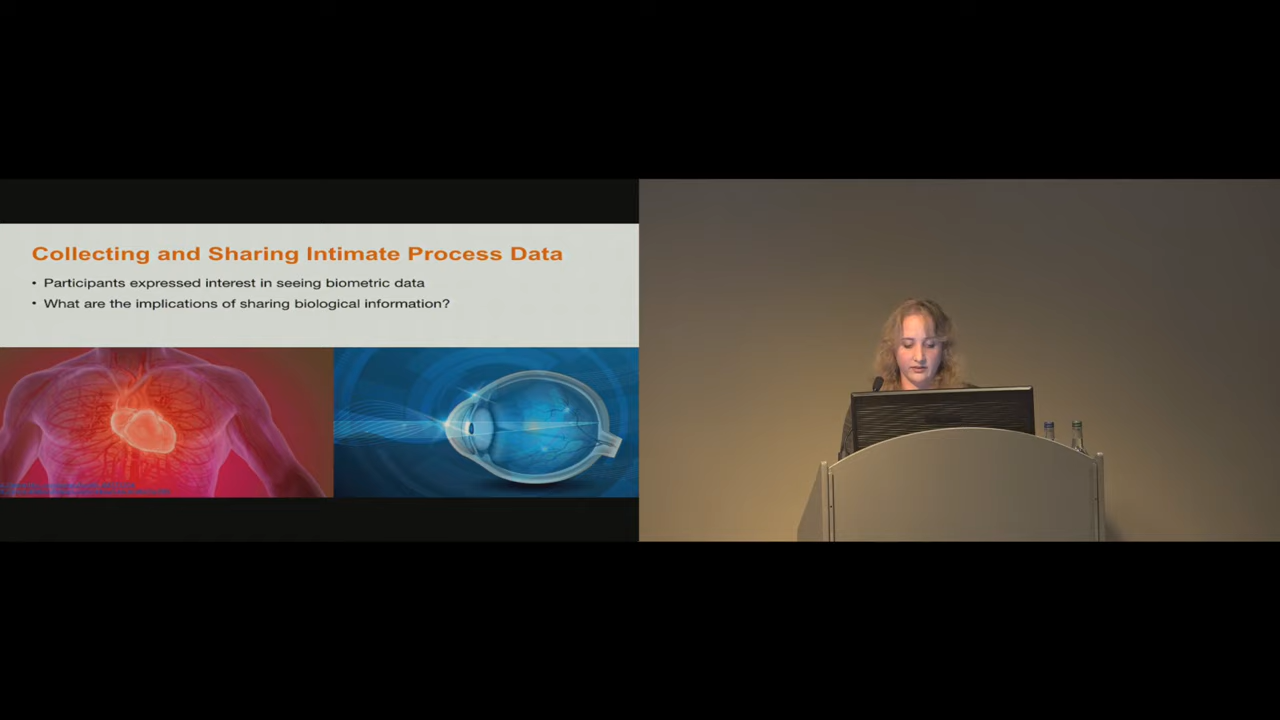 Collecting and Sharing Intimate Process Data
• Participants expressed interest in seeing biometric data
• What are the implications of sharing biological information?